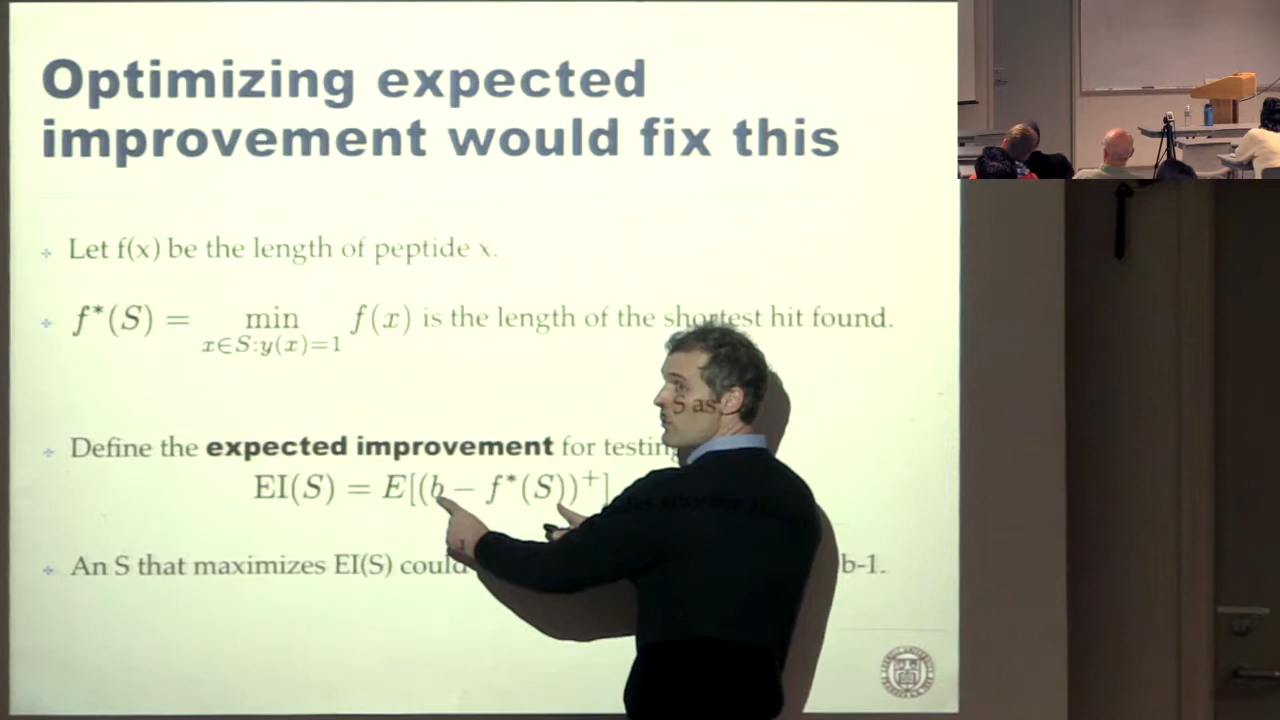 Optimizing expected
improvement would fix this
Let f(x) be the length of peptide x.
f*(S) = min f(x) is the length of the shortest hit found.
x∈S:y(x)=1
Define the expected improvement for testing S as
EI(S) = E[(b − f*(S))⁺]
An S that maximizes EI(S) could b-1.